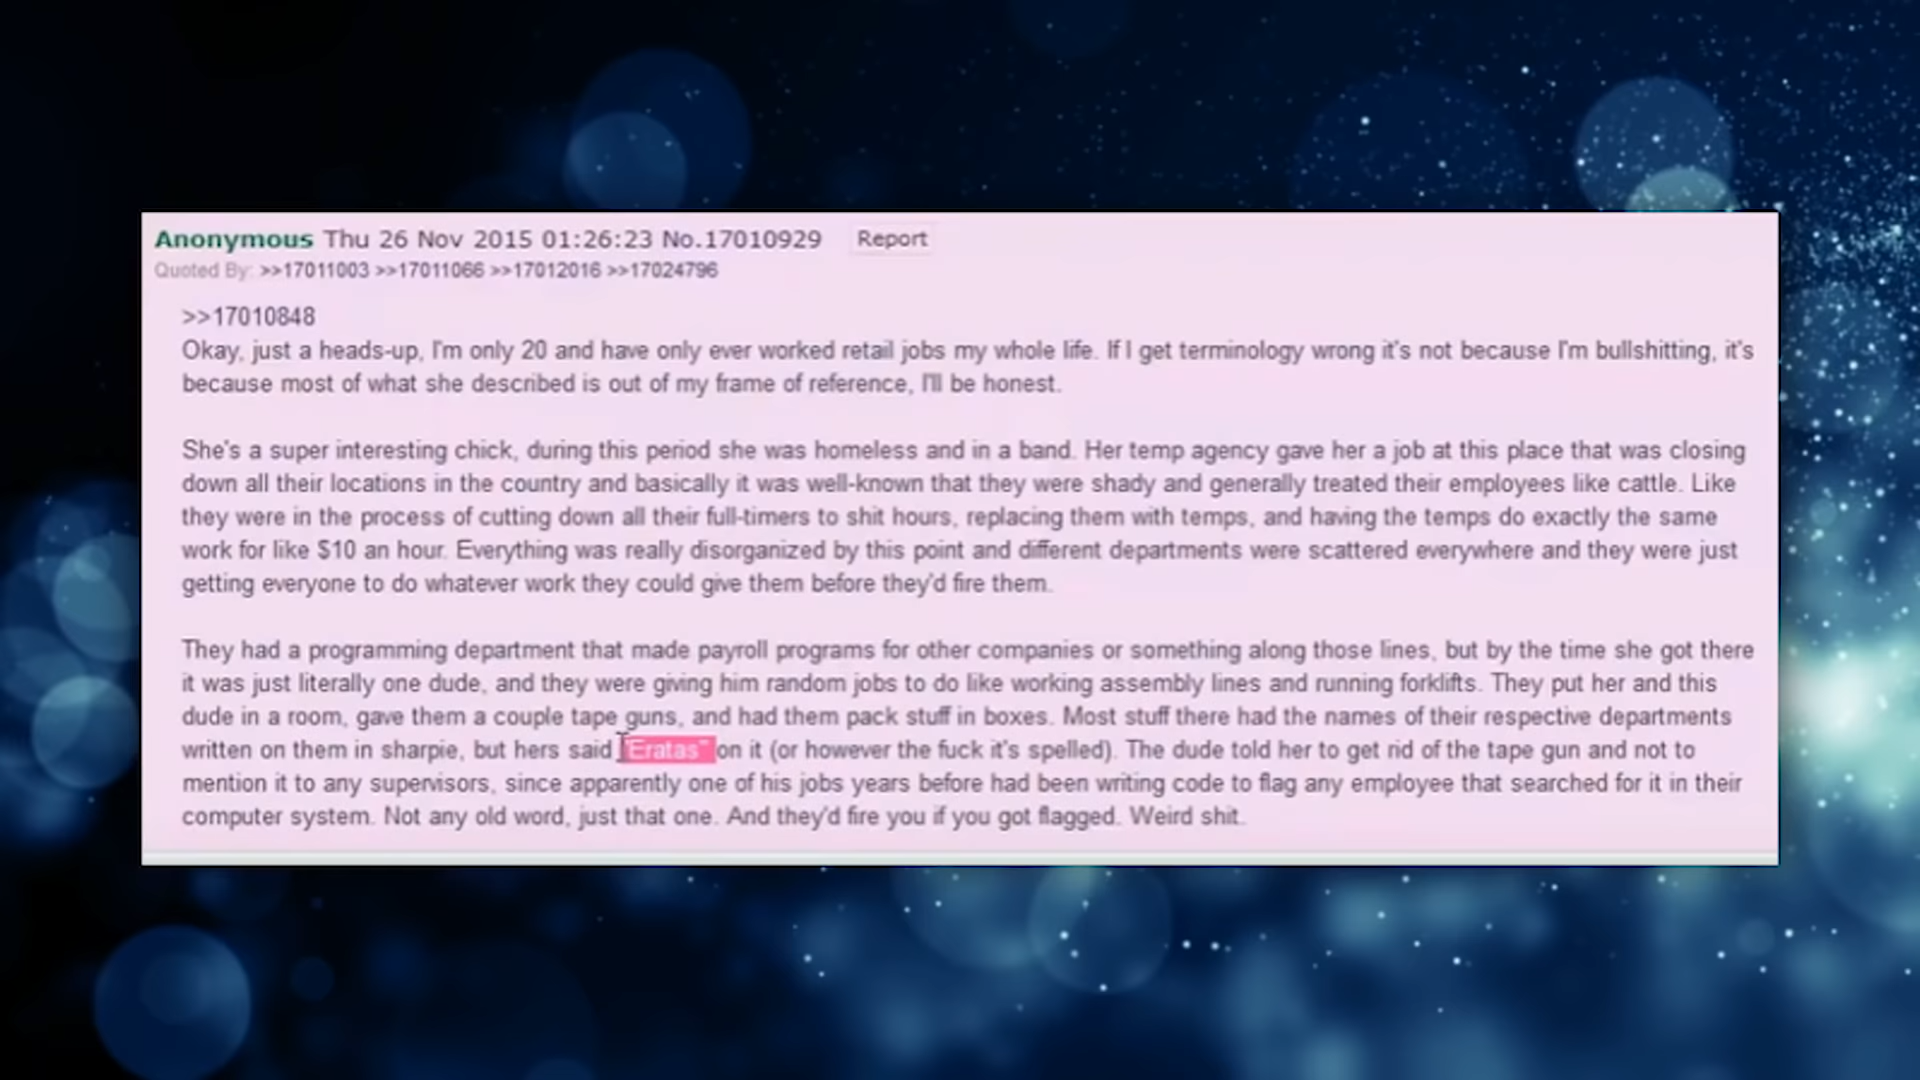 Anonymous Thu 26 Nov 2015 01:26:23 No.17010929 Report
Quoted By: >>17011003 >>17011066 >>17012016 >>17024796
>>17010848
Okay, just a heads-up, I'm only 20 and have only ever worked retail jobs my whole life. If I get terminology wrong it's not because I'm bullshitting, it's
because most of what she described is out of my frame of reference, I'll be honest.
She's a super interesting chick, during this period she was homeless and in a band. Her temp agency gave her a job at this place that was closing
down all their locations in the country and basically it was well-known that they were shady and generally treated their employees like cattle. Like
they were in the process of cutting down all their full-timers to shit hours, replacing them with temps, and having the temps do exactly the same
work for like $10 an hour. Everything was really disorganized by this point and different departments were scattered everywhere and they were just
getting everyone to do whatever work they could give them before they'd fire them.
They had a programming department that made payroll programs for other companies or something along those lines, but by the time she got there
it was just literally one dude, and they were giving him random jobs to do like working assembly lines and running forklifts. They put her and this
dude in a room, gave them a couple tape guns, and had them pack stuff in boxes. Most stuff there had the names of their respective departments
written on them in sharpie, but hers said "Eratas" on it (or however the fuck it's spelled). The dude told her to get rid of the tape gun and not to
mention it to any supervisors, since apparently one of his jobs years before had been writing code to flag any employee that searched for it in their
computer system. Not any old word, just that one. And they'd fire you if you got flagged. Weird shit.